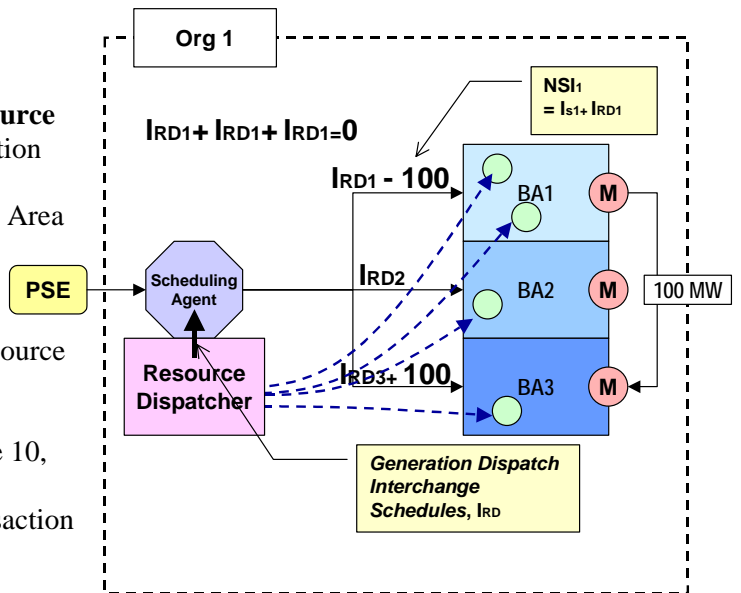 Org 1
NSI1
= Is1+ IRD1
ource
tion
IRD1+ IRD1+ IRD1=0
IRD1 - 100
BA1
M
Area
PSE
Scheduling
Agent
IRD2
BA2
M
100 MW
ource
Resource
Dispatcher
IRD3+ 100
BA3
M
e 10,
saction
Generation Dispatch
Interchange
Schedules, IRD